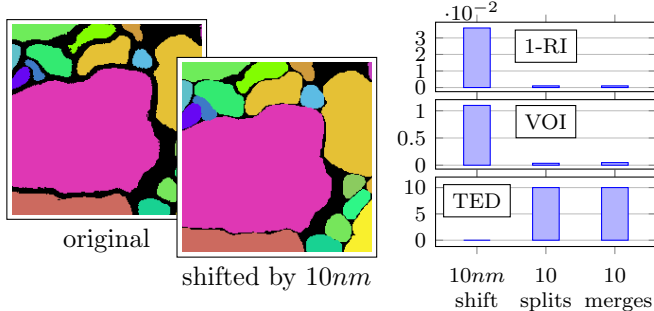 original
shifted by 10nm
·10⁻²
3
2
1
0
1-RI
1
0.5
0
VOI
10
5
0
TED
10nm 10 10
shift splits merges